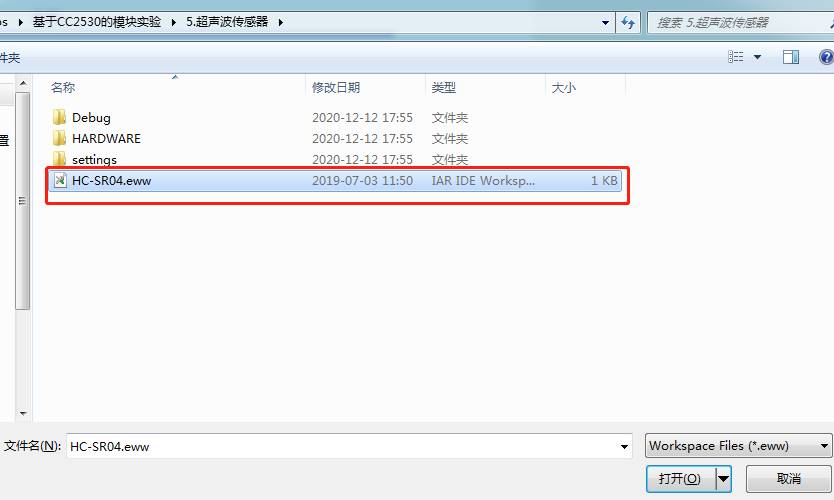 os ▸ 基于CC2530的模块实验 ▸ 5.超声波传感器 ▸ 搜索 5.超声波传感器
件夹
名称 修改日期 类型 大小
Debug 2020-12-12 17:55 文件夹
置 HARDWARE 2020-12-12 17:55 文件夹
settings 2020-12-12 17:55 文件夹
HC-SR04.eww 2019-07-03 11:50 IAR IDE Worksp... 1 KB
文件名(N): HC-SR04.eww Workspace Files (*.eww)
打开(O) 取消